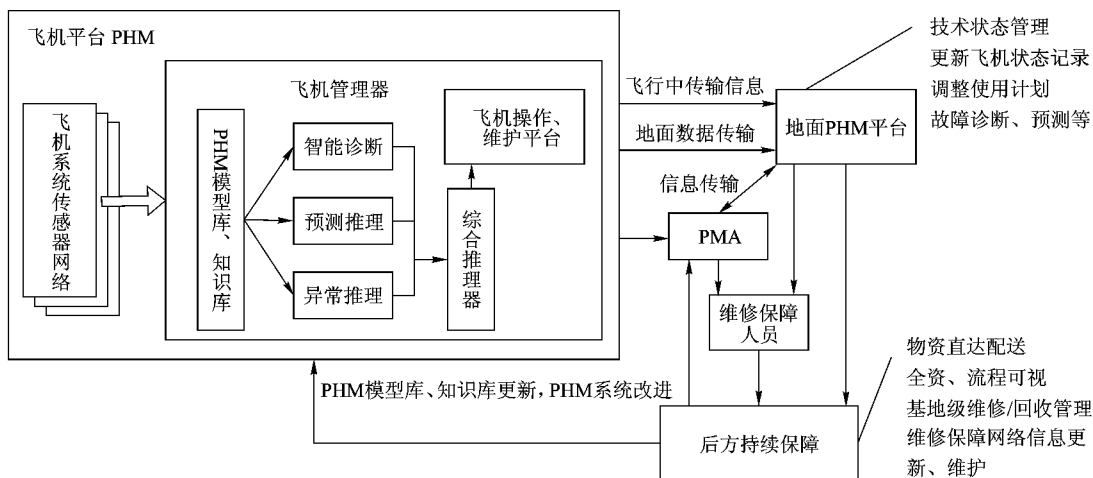 飞机平台 PHM
飞机系统传感器网络
飞机管理器
PHM模型库、知识库
智能诊断
预测推理
异常推理
综合推理器
飞机操作、
维护平台
飞行中传输信息
地面数据传输
信息传输
地面PHM平台
技术状态管理
更新飞机状态记录
调整使用计划
故障诊断、预测等
PMA
维修保障
人员
PHM模型库、知识库更新，PHM系统改进
后方持续保障
物资直达配送
全资、流程可视
基地级维修/回收管理
维修保障网络信息更
新、维护